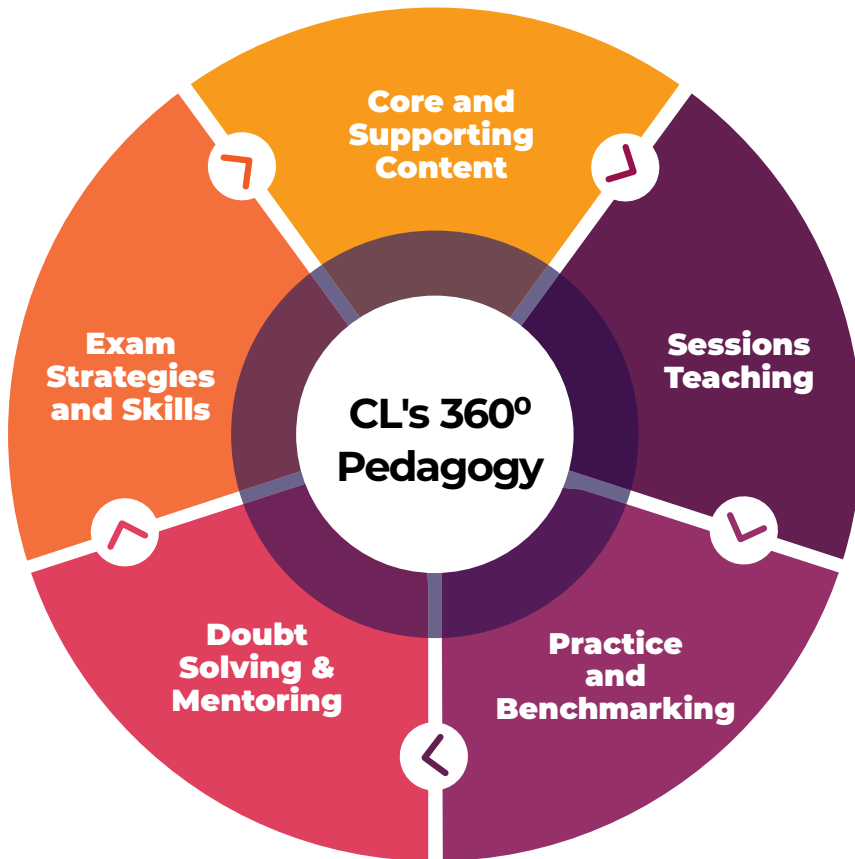 Core and
Supporting
Content
Sessions
Teaching
Practice
and
Benchmarking
Doubt
Solving &
Mentoring
Exam
Strategies
and Skills
CL's 360⁰
Pedagogy